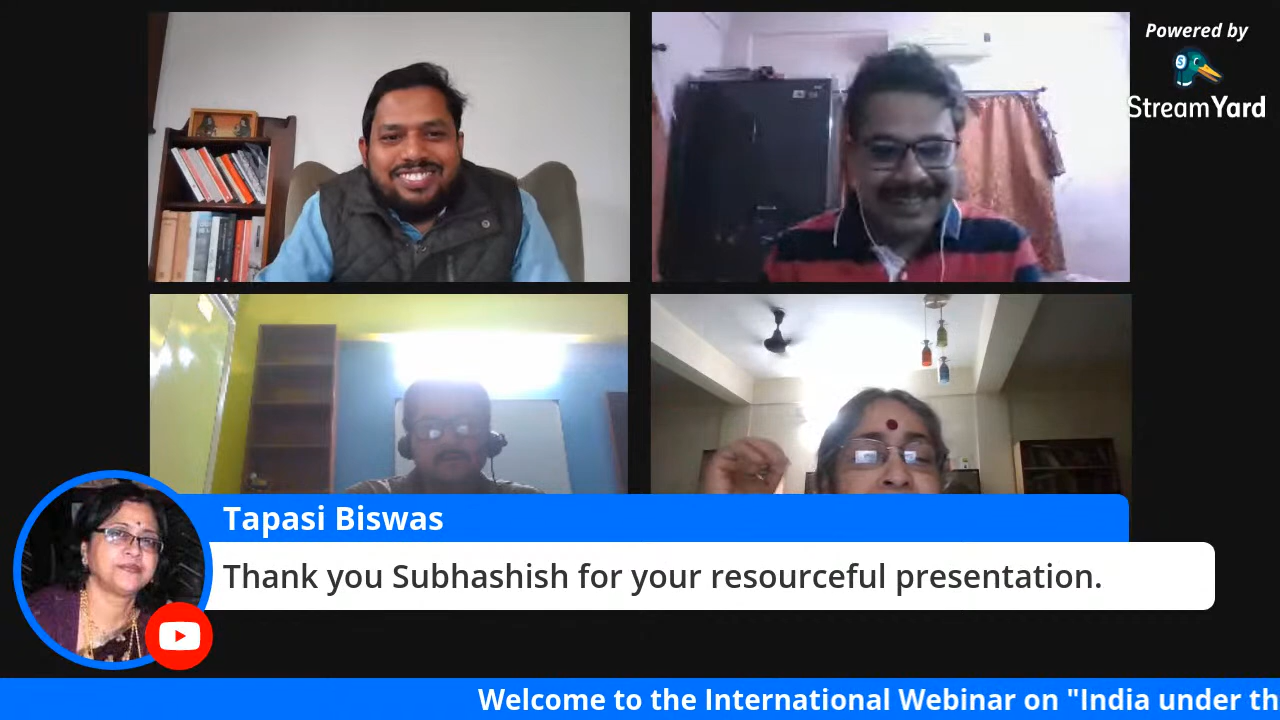 Powered by
StreamYard
Tapasi Biswas
Thank you Subhashish for your resourceful presentation.
Welcome to the International Webinar on "India under th